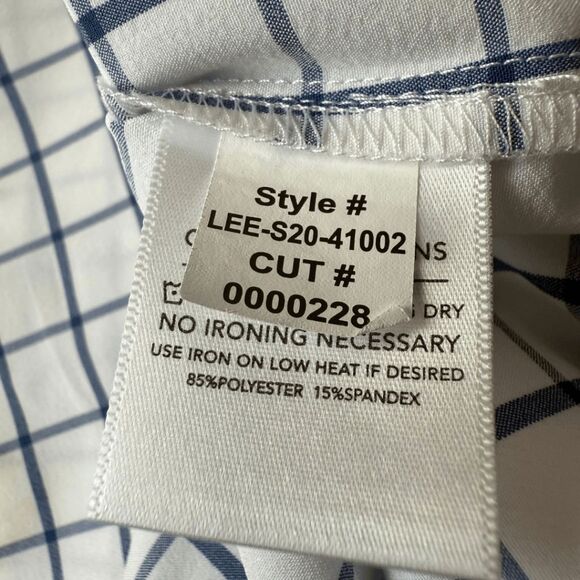 Style #
LEE-S20-41002
CUT #
0000228
DRY
NO IRONING NECESSARY
USE IRON ON LOW HEAT IF DESIRED
85%POLYESTER 15%SPANDEX